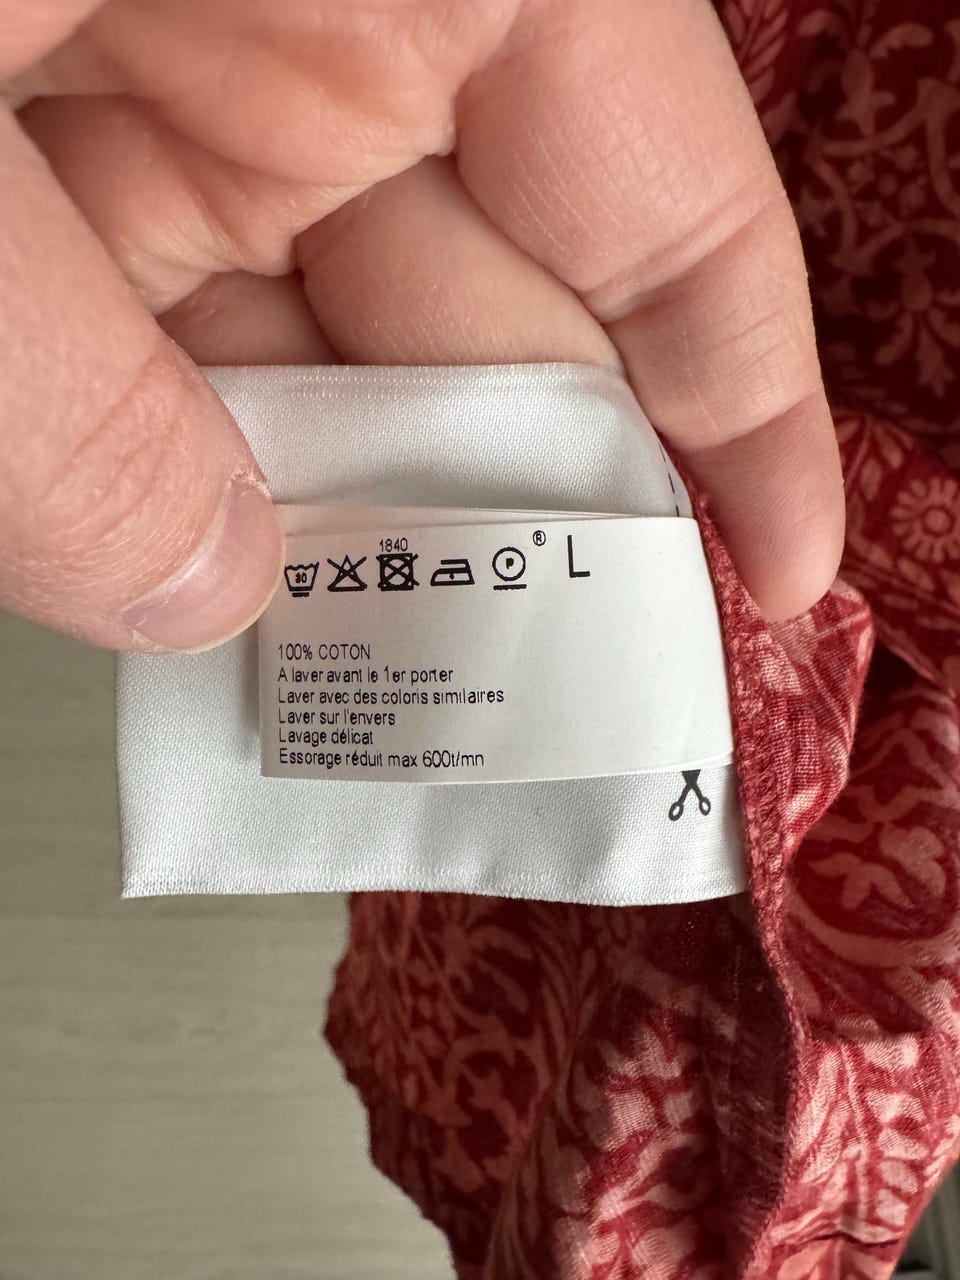 1840
30 P ® L
100% COTON
A laver avant le 1er porter
Laver avec des coloris similaires
Laver sur l'envers
Lavage délicat
Essorage réduit max 600t/mn